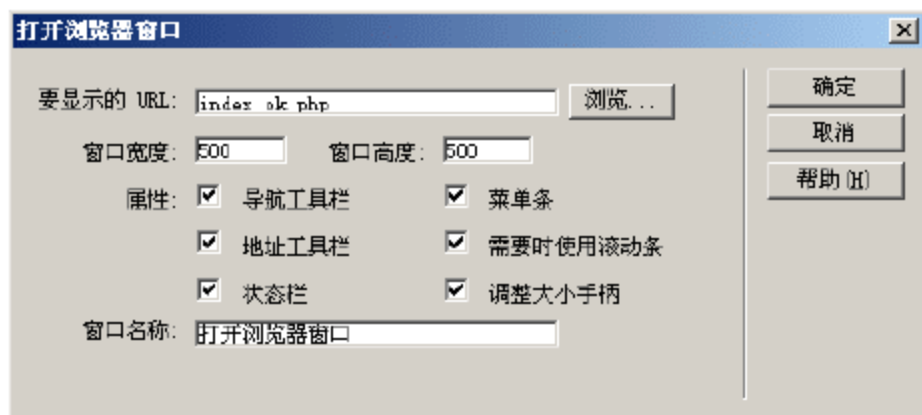 打开浏览器窗口
要显示的 URL: index_ok.php 浏览... 确定
取消
窗口宽度: 500 窗口高度: 500
帮助(H)
属性: 导航工具栏 菜单条
地址工具栏 需要时使用滚动条
状态栏 调整大小手柄
窗口名称: 打开浏览器窗口